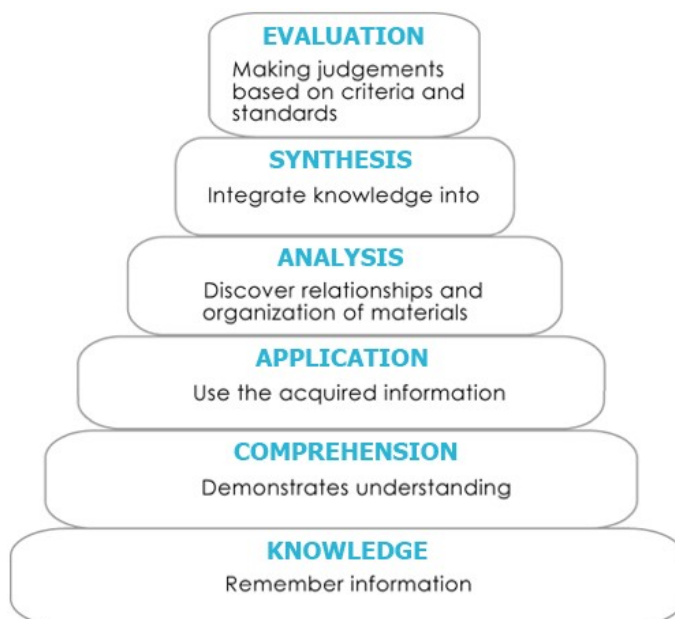 EVALUATION
Making judgements
based on criteria and
standards
SYNTHESIS
Integrate knowledge into
ANALYSIS
Discover relationships and
organization of materials
APPLICATION
Use the acquired information
COMPREHENSION
Demonstrates understanding
KNOWLEDGE
Remember information